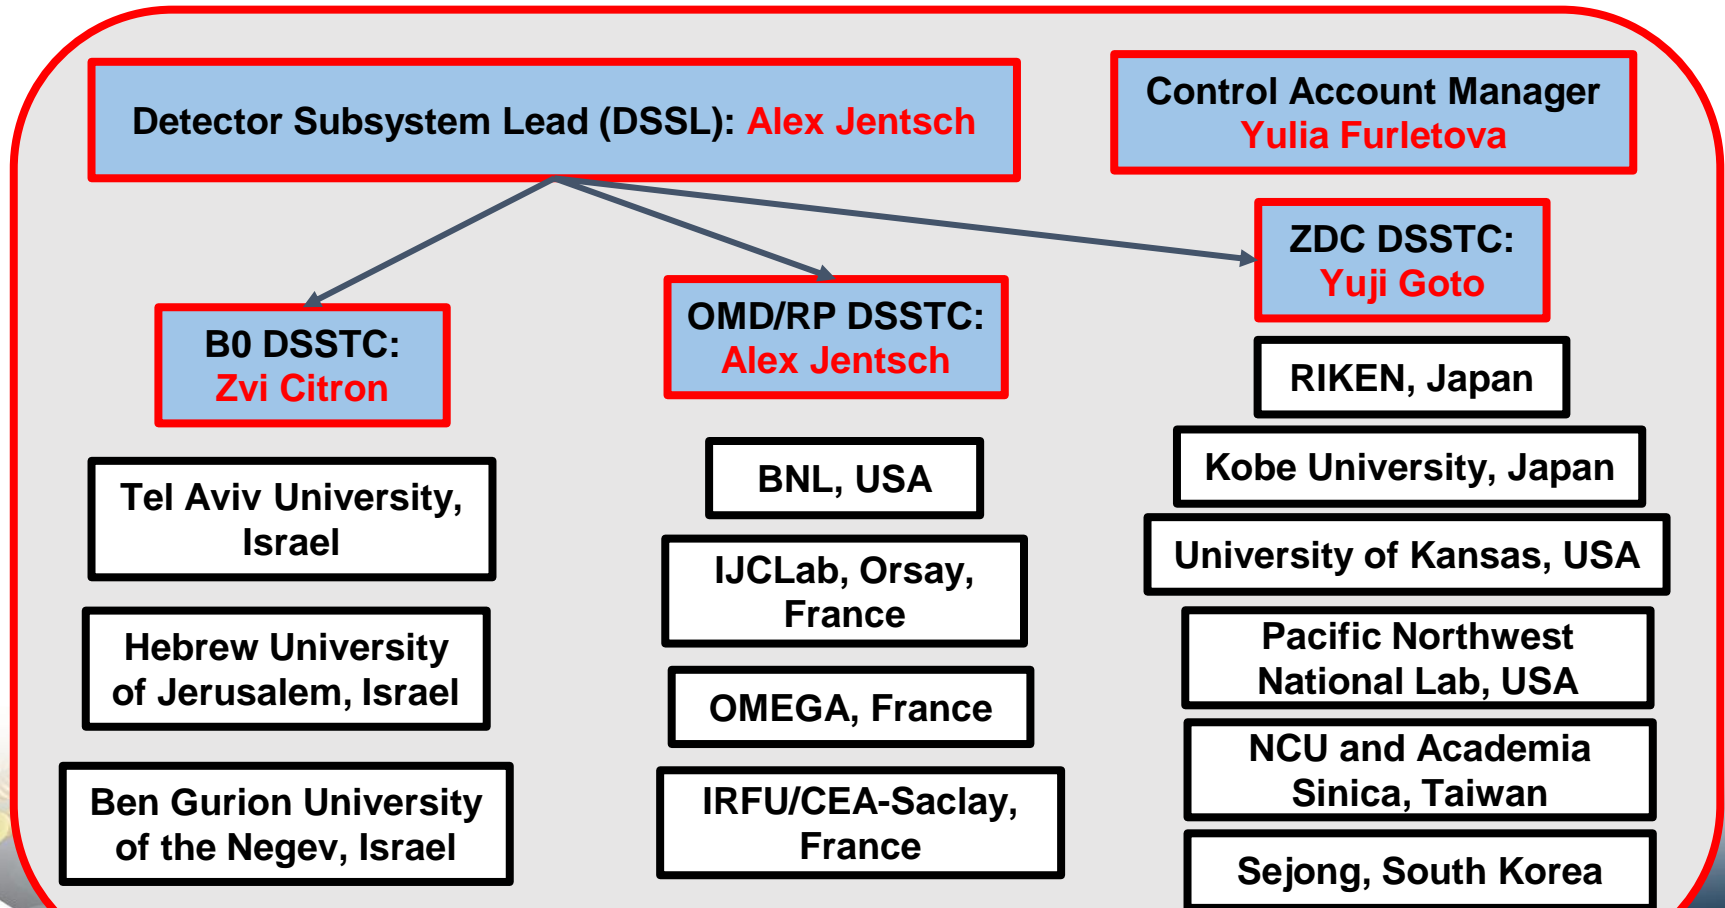 Detector Subsystem Lead (DSSL): Alex Jentsch
Control Account Manager
Yulia Furletova
B0 DSSTC:
Zvi Citron
Tel Aviv University,
Israel
Hebrew University
of Jerusalem, Israel
Ben Gurion University
of the Negev, Israel
OMD/RP DSSTC:
Alex Jentsch
BNL, USA
IJCLab, Orsay,
France
OMEGA, France
IRFU/CEA-Saclay,
France
ZDC DSSTC:
Yuji Goto
RIKEN, Japan
Kobe University, Japan
University of Kansas, USA
Pacific Northwest
National Lab, USA
NCU and Academia
Sinica, Taiwan
Sejong, South Korea